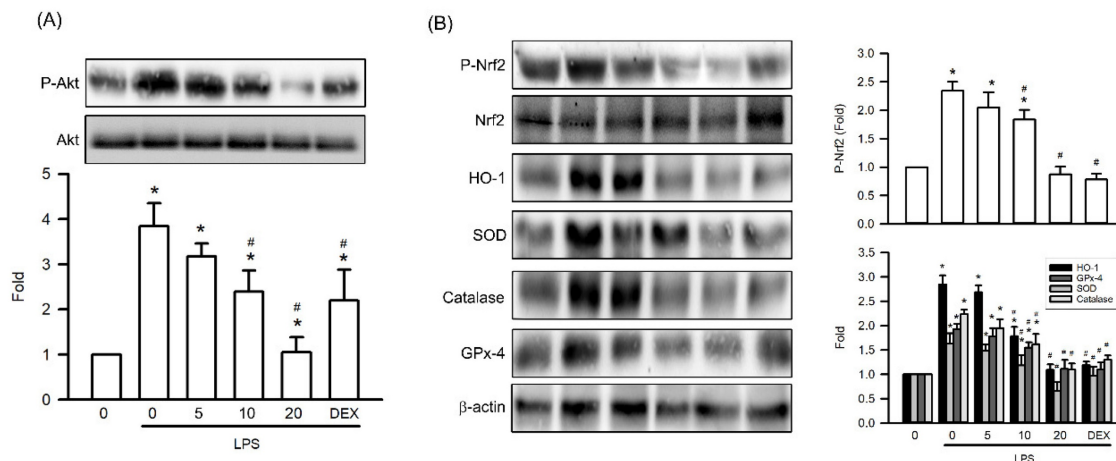 (A)
P-Akt
Akt
5
4
3
2
1
0
Fold
*
*
#
*
#
*
#
*
0 0 5 10 20 DEX
LPS
(B)
P-Nrf2
Nrf2
HO-1
SOD
Catalase
GPx-4
β-actin
3.0
2.5
2.0
1.5
1.0
0.5
0.0
P-Nrf2 (Fold)
*
*
#
*
#
#
3.5
3.0
2.5
2.0
1.5
1.0
0.5
0.0
Fold
HO-1
GPx-4
SOD
Catalase
0 0 5 10 20 DEX
LPS